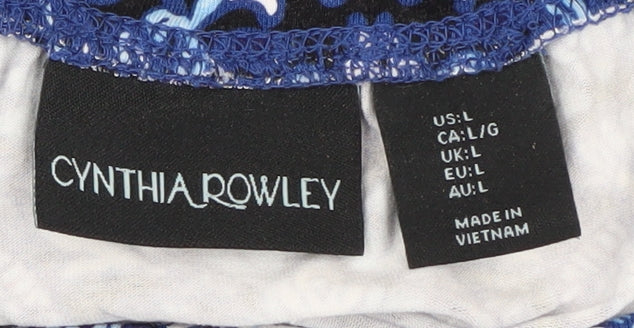 CYNTHIA ROWLEY
US:L
CA:L/G
UK:L
EU:L
AU:L
MADE IN
VIETNAM